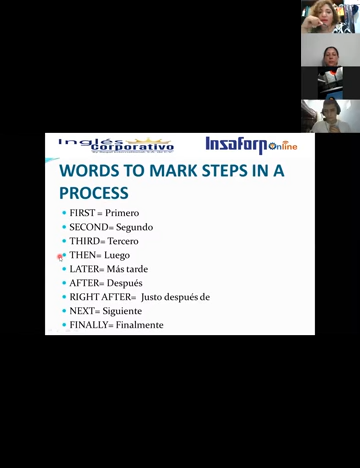 Inglés
corporativo
Insaforp Online
WORDS TO MARK STEPS IN A
PROCESS
FIRST = Primero
SECOND= Segundo
THIRD= Tercero
THEN= Luego
LATER= Más tarde
AFTER= Después
RIGHT AFTER= Justo después de
NEXT= Siguiente
FINALLY= Finalmente